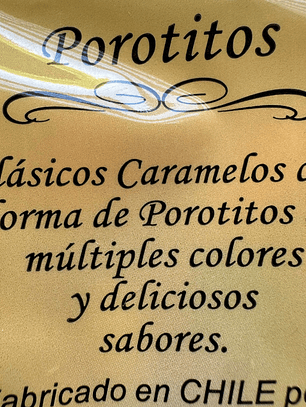 Porotitos
lásicos Caramelos
forma de Porotitos
múltiples colores
y deliciosos
sabores.
fabricado en CHILE